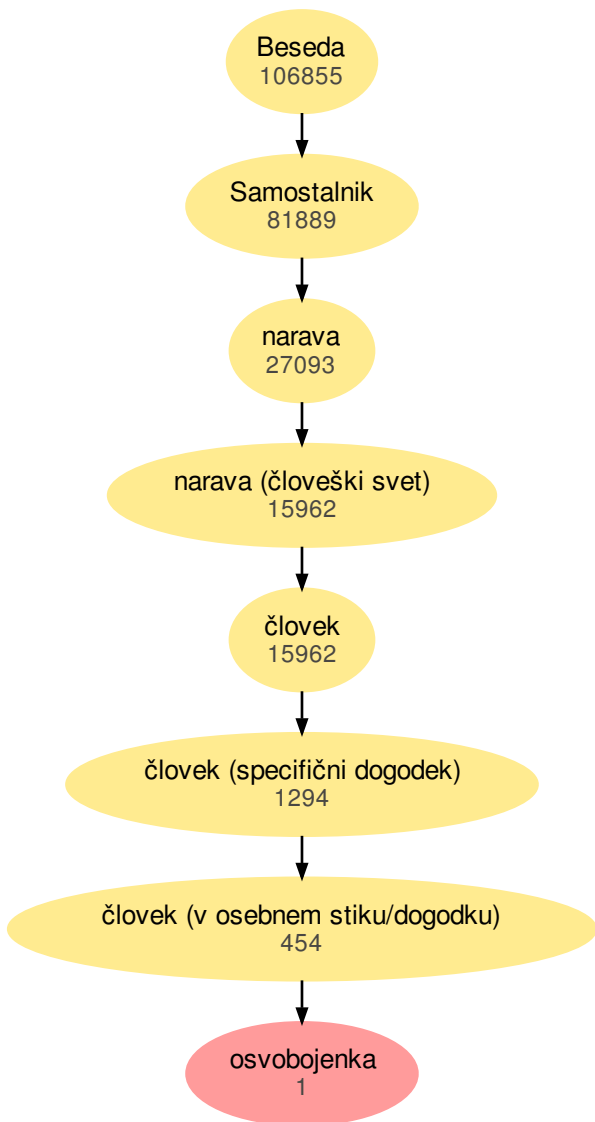 Beseda
106855
Samostalnik
81889
narava
27093
narava (človeški svet)
15962
človek
15962
človek (specifični dogodek)
1294
človek (v osebnem stiku/dogodku)
454
osvobojenka
1